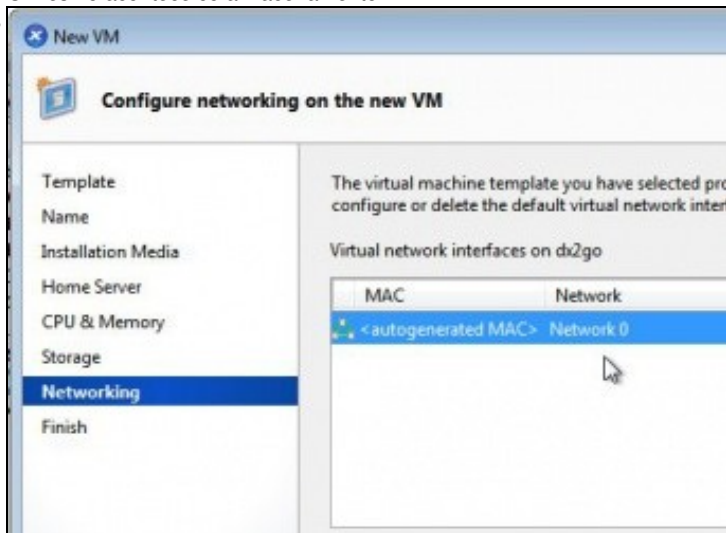 New VM
Configure networking on the new VM
Template
Name
Installation Media
Home Server
CPU & Memory
Storage
Networking
Finish
The virtual machine template you have selected
configure or delete the default virtual network
Virtual network interfaces on dx2go
MAC Network
<autogenerated MAC> Network 0